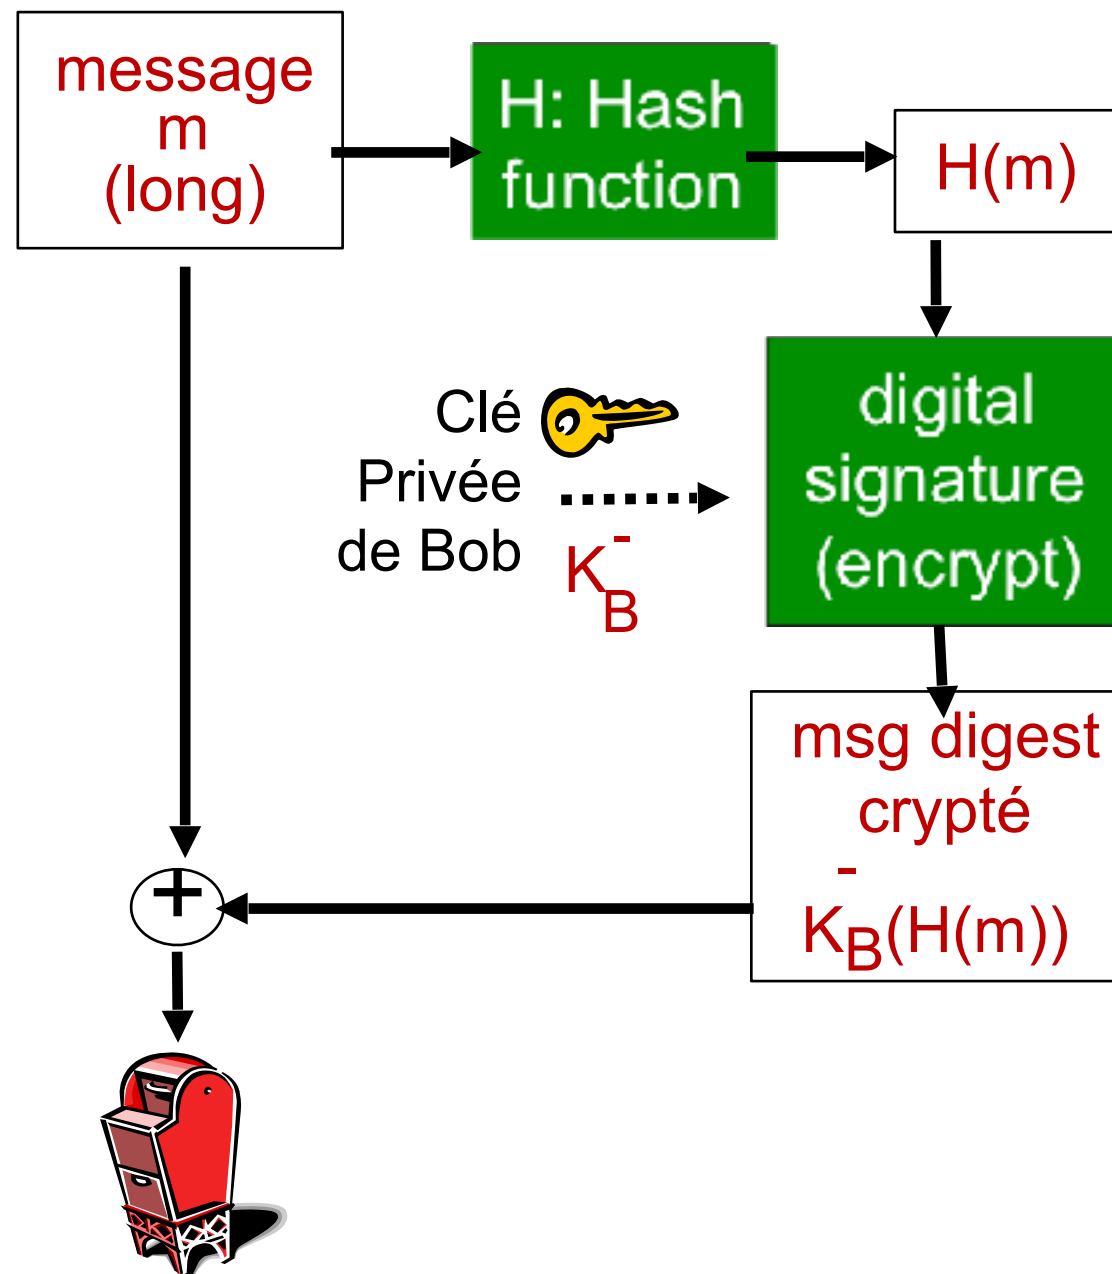 message
m
(long)
H: Hash
function
H(m)
Clé
Privée
de Bob
K
-
B
digital
signature
(encrypt)
msg digest
crypté
-
K B(H(m))
+